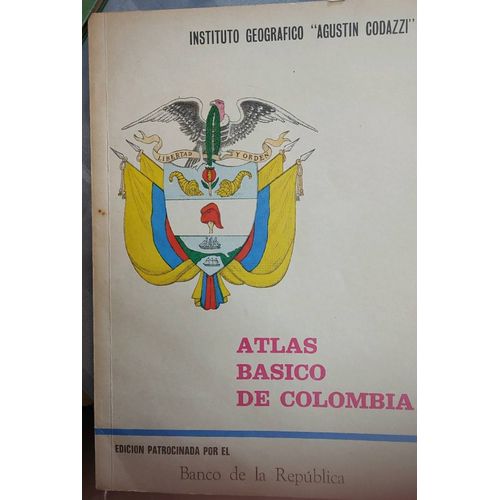 INSTITUTO GEOGRAFICO "AGUSTIN CODAZZI"
LIBERTAD Y ORDEN
ATLAS
BASICO
DE COLOMBIA
EDICION PATROCINADA POR EL
Banco de la República